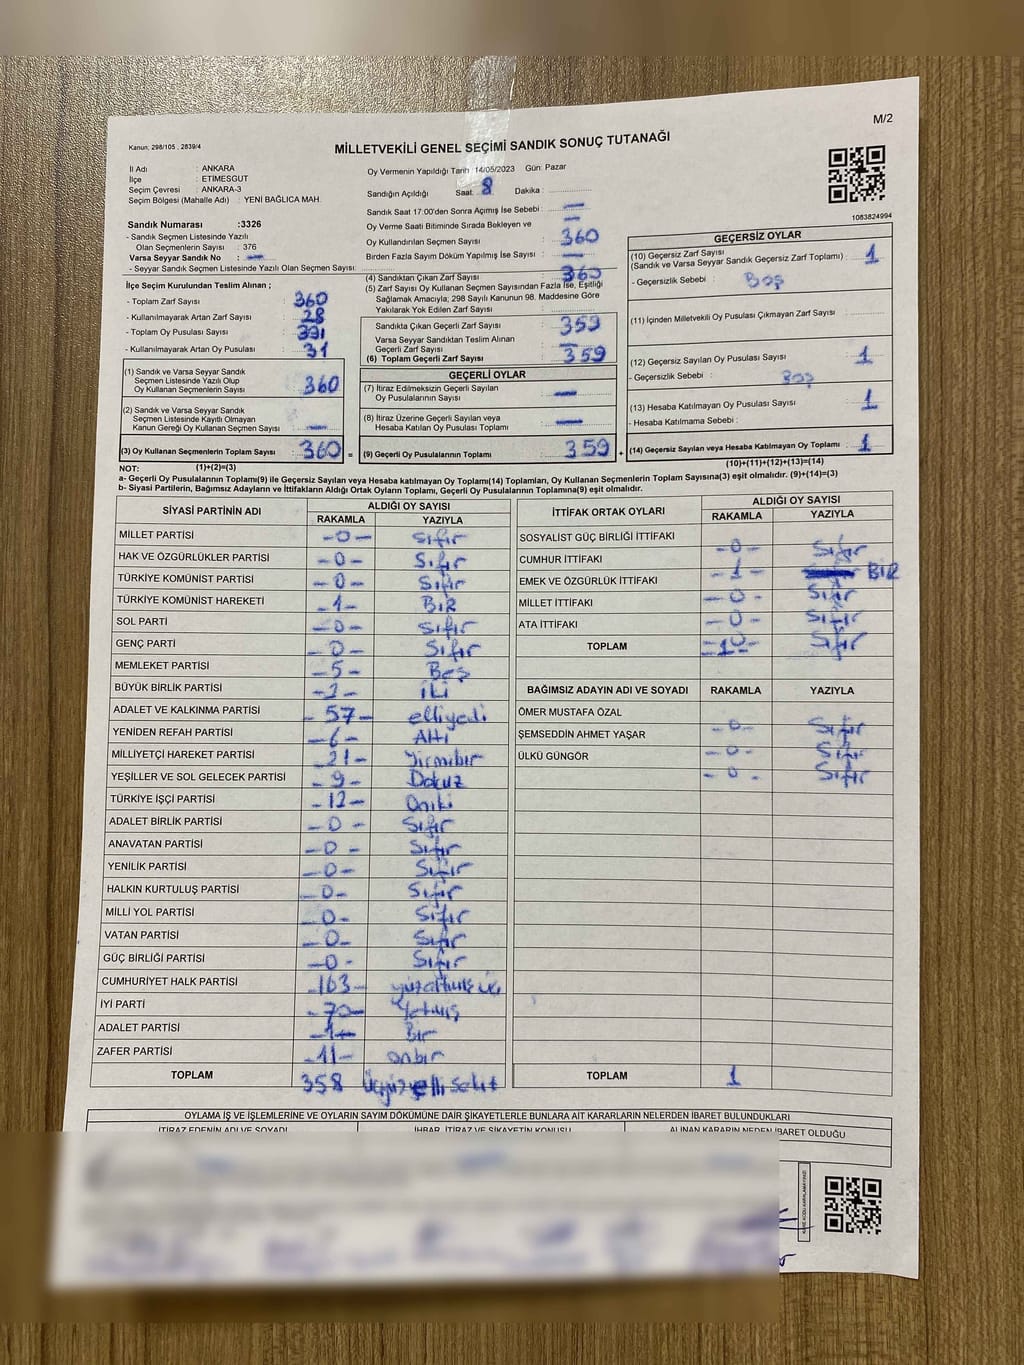 M/2
Kanun; 298/105 , 2839/4
MİLLETVEKİLİ GENEL SEÇİMİ SANDIK SONUÇ TUTANAĞI
İl Adı : ANKARA
İlçe : ETİMESGUT
Seçim Çevresi : ANKARA-3
Seçim Bölgesi (Mahalle Adı) : YENİ BAĞLICA MAH.
Oy Vermenin Yapıldığı Tarih :14/05/2023 Gün: Pazar
Sandığın Açıldığı Saat: 8 Dakika :
Sandık Saat 17:00'den Sonra Açmış İse Sebebi : —
Oy Verme Saati Bitiminde Sırada Bekleyen ve —
Oy Kullandırılan Seçmen Sayısı : 360
Birden Fazla Sayım Döküm Yapılmış İse Sayısı : —
1083824994
Sandık Numarası :3326
- Sandık Seçmen Listesinde Yazılı
Olan Seçmenlerin Sayısı : 376
Varsa Seyyar Sandık No : —
- Seyyar Sandık Seçmen Listesinde Yazılı Olan Seçmen Sayısı:
İlçe Seçim Kurulundan Teslim Alınan ;
- Toplam Zarf Sayısı : 360
- Kullanılmayarak Artan Zarf Sayısı : 28
- Toplam Oy Pusulası Sayısı : 391
- Kullanılmayarak Artan Oy Pusulası : 31
(4) Sandıktan Çıkan Zarf Sayısı : 360
(5) Zarf Sayısı Oy Kullanan Seçmen Sayısından Fazla İse, Eşitliği
Sağlamak Amacıyla; 298 Sayılı Kanunun 98. Maddesine Göre
Yakılarak Yok Edilen Zarf Sayısı :
Sandıkta Çıkan Geçerli Zarf Sayısı : 359
Varsa Seyyar Sandıktan Teslim Alınan
Geçerli Zarf Sayısı : —
(6) Toplam Geçerli Zarf Sayısı : 359
GEÇERSİZ OYLAR
(10) Geçersiz Zarf Sayısı
(Sandık ve Varsa Seyyar Sandık Geçersiz Zarf Toplamı) : 1
- Geçersizlik Sebebi : Boş
(11) İçinden Milletvekili Oy Pusulası Çıkmayan Zarf Sayısı :
(12) Geçersiz Sayılan Oy Pusulası Sayısı : 1
- Geçersizlik Sebebi : Boş
(13) Hesaba Katılmayan Oy Pusulası Sayısı : 1
- Hesaba Katılmama Sebebi :
(14) Geçersiz Sayılan veya Hesaba Katılmayan Oy Toplamı : 1
(10)+(11)+(12)+(13)=(14)
(1) Sandık ve Varsa Seyyar Sandık
Seçmen Listesinde Yazılı Olup
Oy Kullanan Seçmenlerin Sayısı : 360
(2) Sandık ve Varsa Seyyar Sandık
Seçmen Listesinde Kayıtlı Olmayan
Kanun Gereği Oy Kullanan Seçmen Sayısı : —
(3) Oy Kullanan Seçmenlerin Toplam Sayısı : 360 =
GEÇERLİ OYLAR
(7) İtiraz Edilmeksizin Geçerli Sayılan
Oy Pusulalarının Sayısı : —
(8) İtiraz Üzerine Geçerli Sayılan veya
Hesaba Katılan Oy Pusulası Toplamı : —
(9) Geçerli Oy Pusulalarının Toplamı : 359 +
NOT: (1)+(2)=(3)
a- Geçerli Oy Pusulaları Toplamı(9) ile Geçersiz Sayılan veya Hesaba katılmayan Oy Toplamı(14) Toplamları, Oy Kullanan Seçmenlerin Toplam Sayısına(3) eşit olmalıdır. (9)+(14)=(3)
b- Siyasi Partilerin, Bağımsız Adayların ve İttifakların Aldığı Ortak Oyların Toplamı, Geçerli Oy Pusulalarının Toplamına(9) eşit olmalıdır.
SİYASİ PARTİNİN ADI ALDIĞI OY SAYISI
RAKAMLA YAZIYLA
MİLLET PARTİSİ -0- Sıfır
HAK VE ÖZGÜRLÜKLER PARTİSİ -0- Sıfır
TÜRKİYE KOMÜNİST PARTİSİ -0- Sıfır
TÜRKİYE KOMÜNİST HAREKETİ -1- BİR
SOL PARTİ -0- Sıfır
GENÇ PARTİ -0- Sıfır
MEMLEKET PARTİSİ -5- Beş
BÜYÜK BİRLİK PARTİSİ -2- İki
ADALET VE KALKINMA PARTİSİ -57- elliyedi
YENİDEN REFAH PARTİSİ -6- Altı
MİLLİYETÇİ HAREKET PARTİSİ -21- Yirmibir
YEŞİLLER VE SOL GELECEK PARTİSİ -9- Dokuz
TÜRKİYE İŞÇİ PARTİSİ -12- Oniki
ADALET BİRLİK PARTİSİ -0- Sıfır
ANAVATAN PARTİSİ -0- Sıfır
YENİLİK PARTİSİ -0- Sıfır
HALKIN KURTULUŞ PARTİSİ -0- Sıfır
MİLLİ YOL PARTİSİ -0- Sıfır
VATAN PARTİSİ -0- Sıfır
GÜÇ BİRLİĞİ PARTİSİ -0- Sıfır
CUMHURİYET HALK PARTİSİ -163- yüzaltmış üç
İYİ PARTİ -70- Yetmiş
ADALET PARTİSİ -1- Bir
ZAFER PARTİSİ -11- onbir
TOPLAM 358 Üçyüzellisekiz
İTTİFAK ORTAK OYLARI ALDIĞI OY SAYISI
RAKAMLA YAZIYLA
SOSYALİST GÜÇ BİRLİĞİ İTTİFAKI -0- Sıfır
CUMHUR İTTİFAKI -1- BİR
EMEK VE ÖZGÜRLÜK İTTİFAKI -0- Sıfır
MİLLET İTTİFAKI -0- Sıfır
ATA İTTİFAKI -0- Sıfır
TOPLAM -1-
BAĞIMSIZ ADAYIN ADI VE SOYADI RAKAMLA YAZIYLA
ÖMER MUSTAFA ÖZAL -0- Sıfır
ŞEMSEDDİN AHMET YAŞAR -0- Sıfır
ÜLKÜ GÜNGÖR -0- Sıfır
TOPLAM 1
OYLAMA İŞ VE İŞLEMLERİNE VE OYLARIN SAYIM DÖKÜMÜNE DAİR ŞİKAYETLERLE BUNLARA AİT KARARLARIN NELERDEN İBARET BULUNDUKLARI
İTİRAZ EDENİN ADI VE SOYADI İHBAR, İTİRAZ VE ŞİKAYETİN KONUSU ALINAN KARARIN NEDEN İBARET OLDUĞU